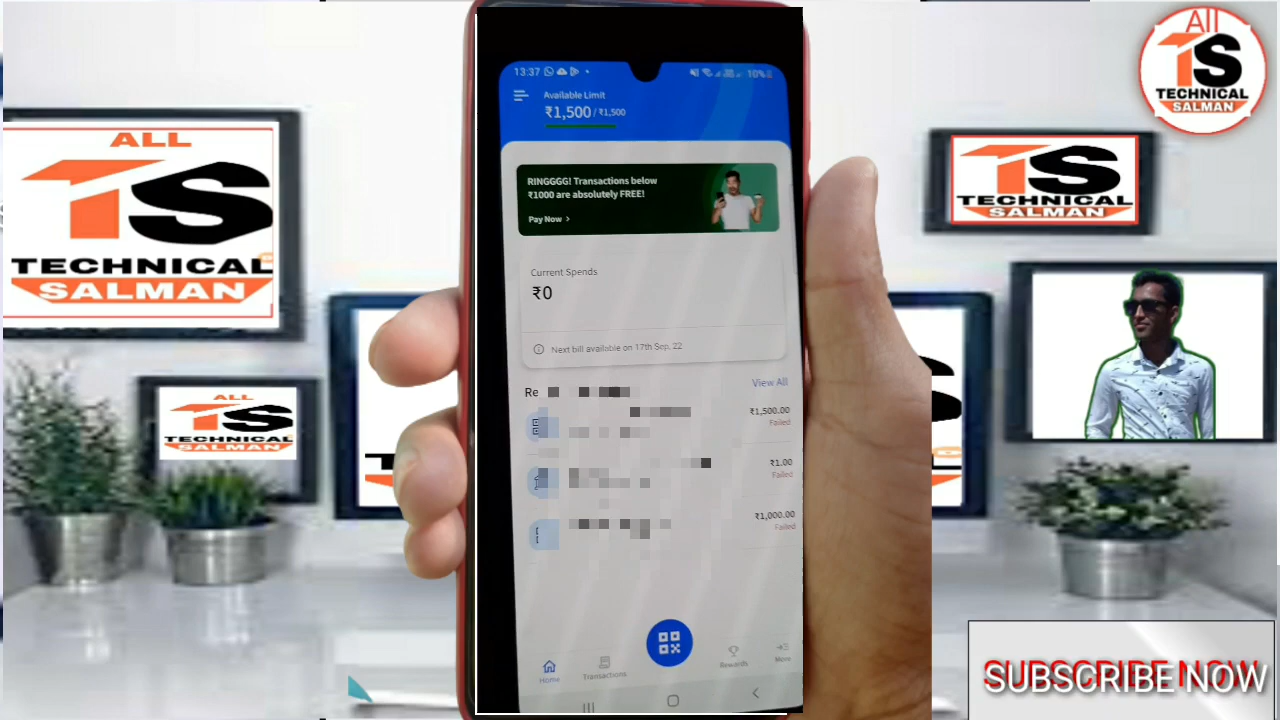 ALL
TS
TECHNICAL
SALMAN
ALL
TS
TECHNICAL
SALMAN
13:37
10%
Available Limit
₹1,500 / ₹1,500
RINGGGG! Transactions below
₹1000 are absolutely FREE!
Pay Now >
Current Spends
₹0
Next bill available on 17th Sep, 22
Re
View All
₹1,500.00
Failed
₹1.00
Failed
₹1,000.00
Failed
Home
Transactions
Rewards
More
All
TS
TECHNICAL
SALMAN
TS
TECHNICAL
SALMAN
SUBSCRIBE NOW